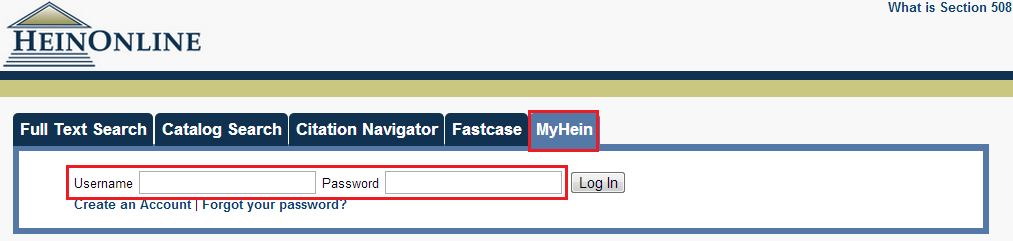 What is Section 508
HEINONLINE
Full Text Search Catalog Search Citation Navigator Fastcase MyHein
Username Password Log In
Create an Account | Forgot your password?